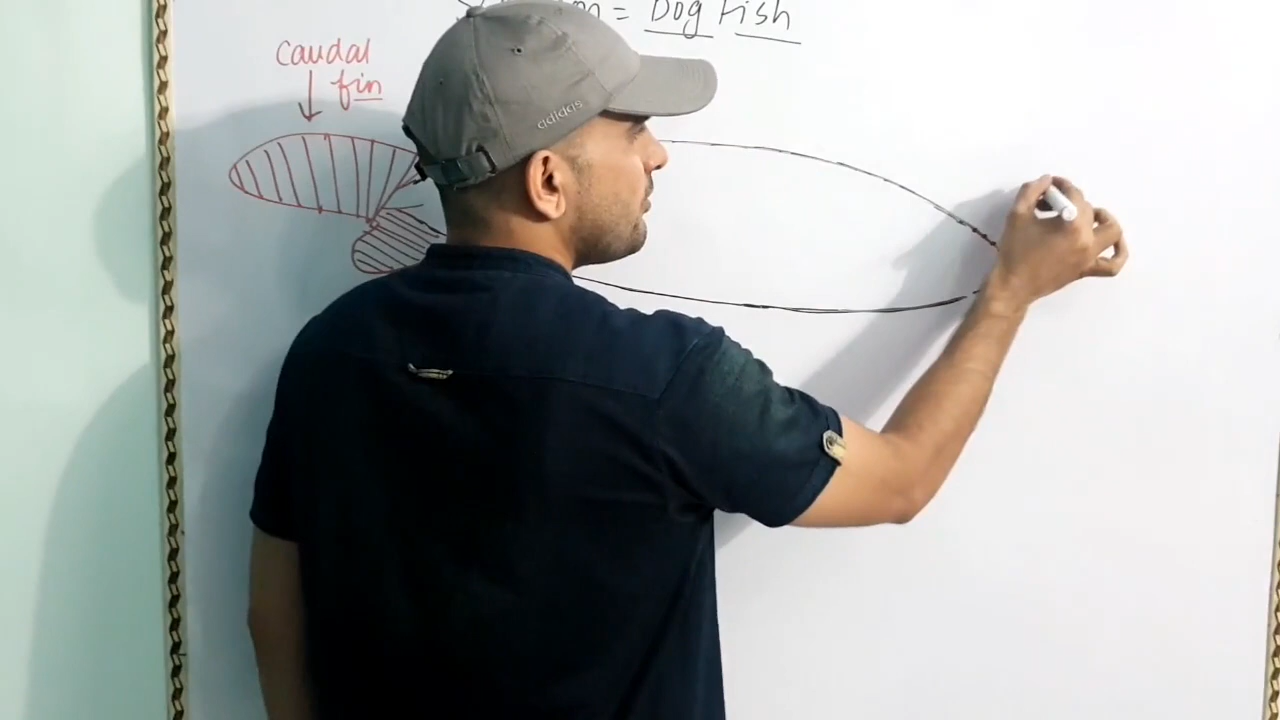 = Dog Fish
Caudal
fin
adidas